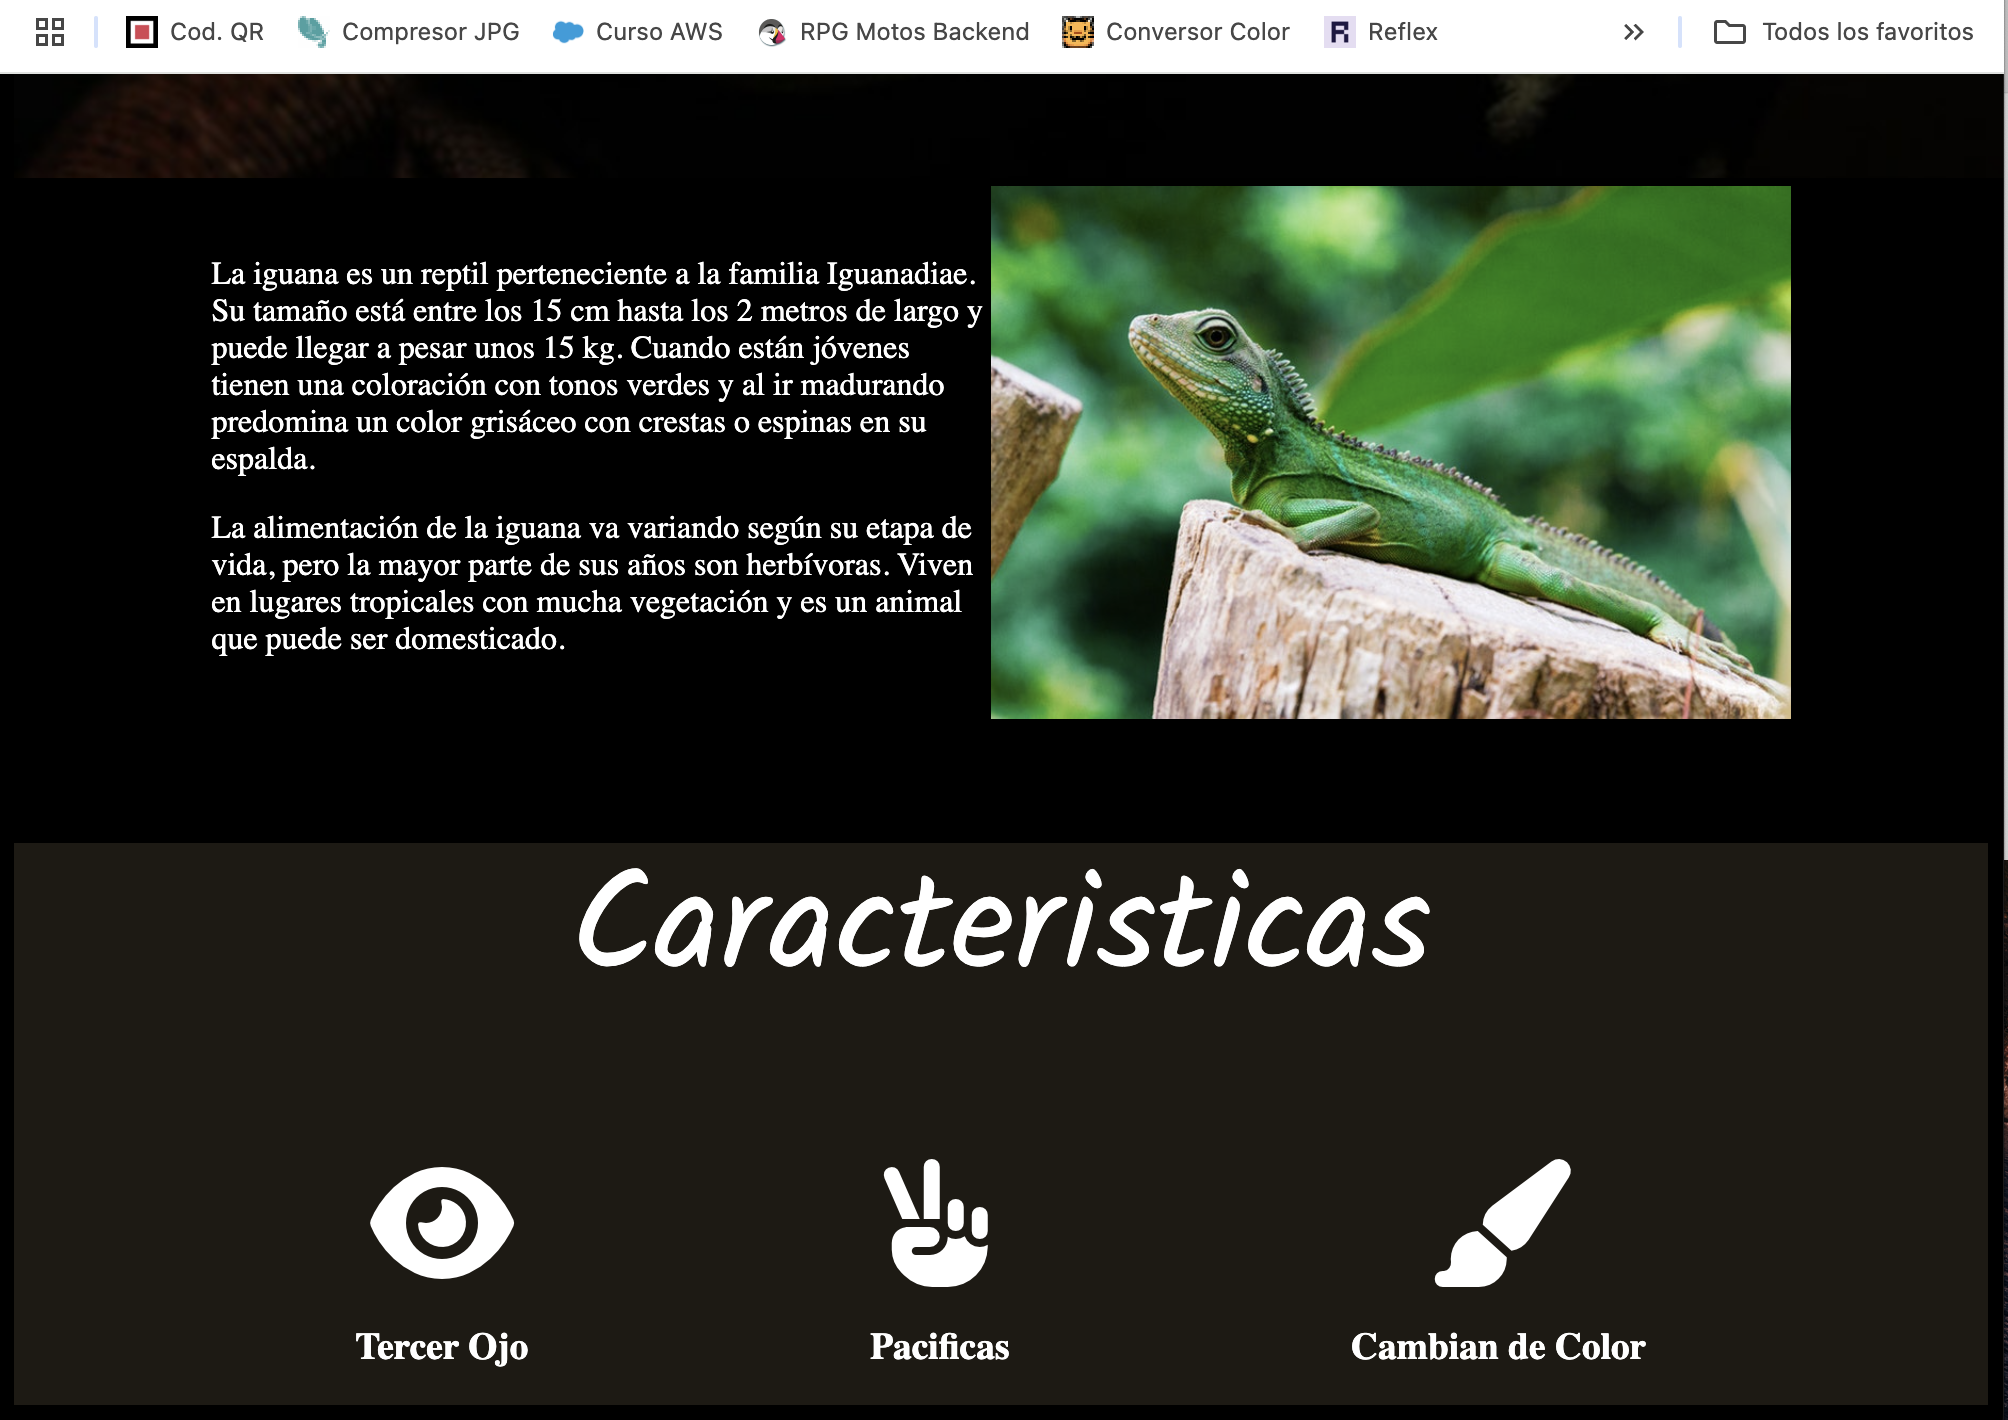 Cod. QR Compresor JPG Curso AWS RPG Motos Backend Conversor Color Reflex Todos los favoritos
La iguana es un reptil perteneciente a la familia Iguanadiae.
Su tamaño está entre los 15 cm hasta los 2 metros de largo y
puede llegar a pesar unos 15 kg. Cuando están jóvenes
tienen una coloración con tonos verdes y al ir madurando
predomina un color grisáceo con crestas o espinas en su
espalda.
La alimentación de la iguana va variando según su etapa de
vida, pero la mayor parte de sus años son herbívoras. Viven
en lugares tropicales con mucha vegetación y es un animal
que puede ser domesticado.
Caracteristicas
Tercer Ojo Pacificas Cambian de Color